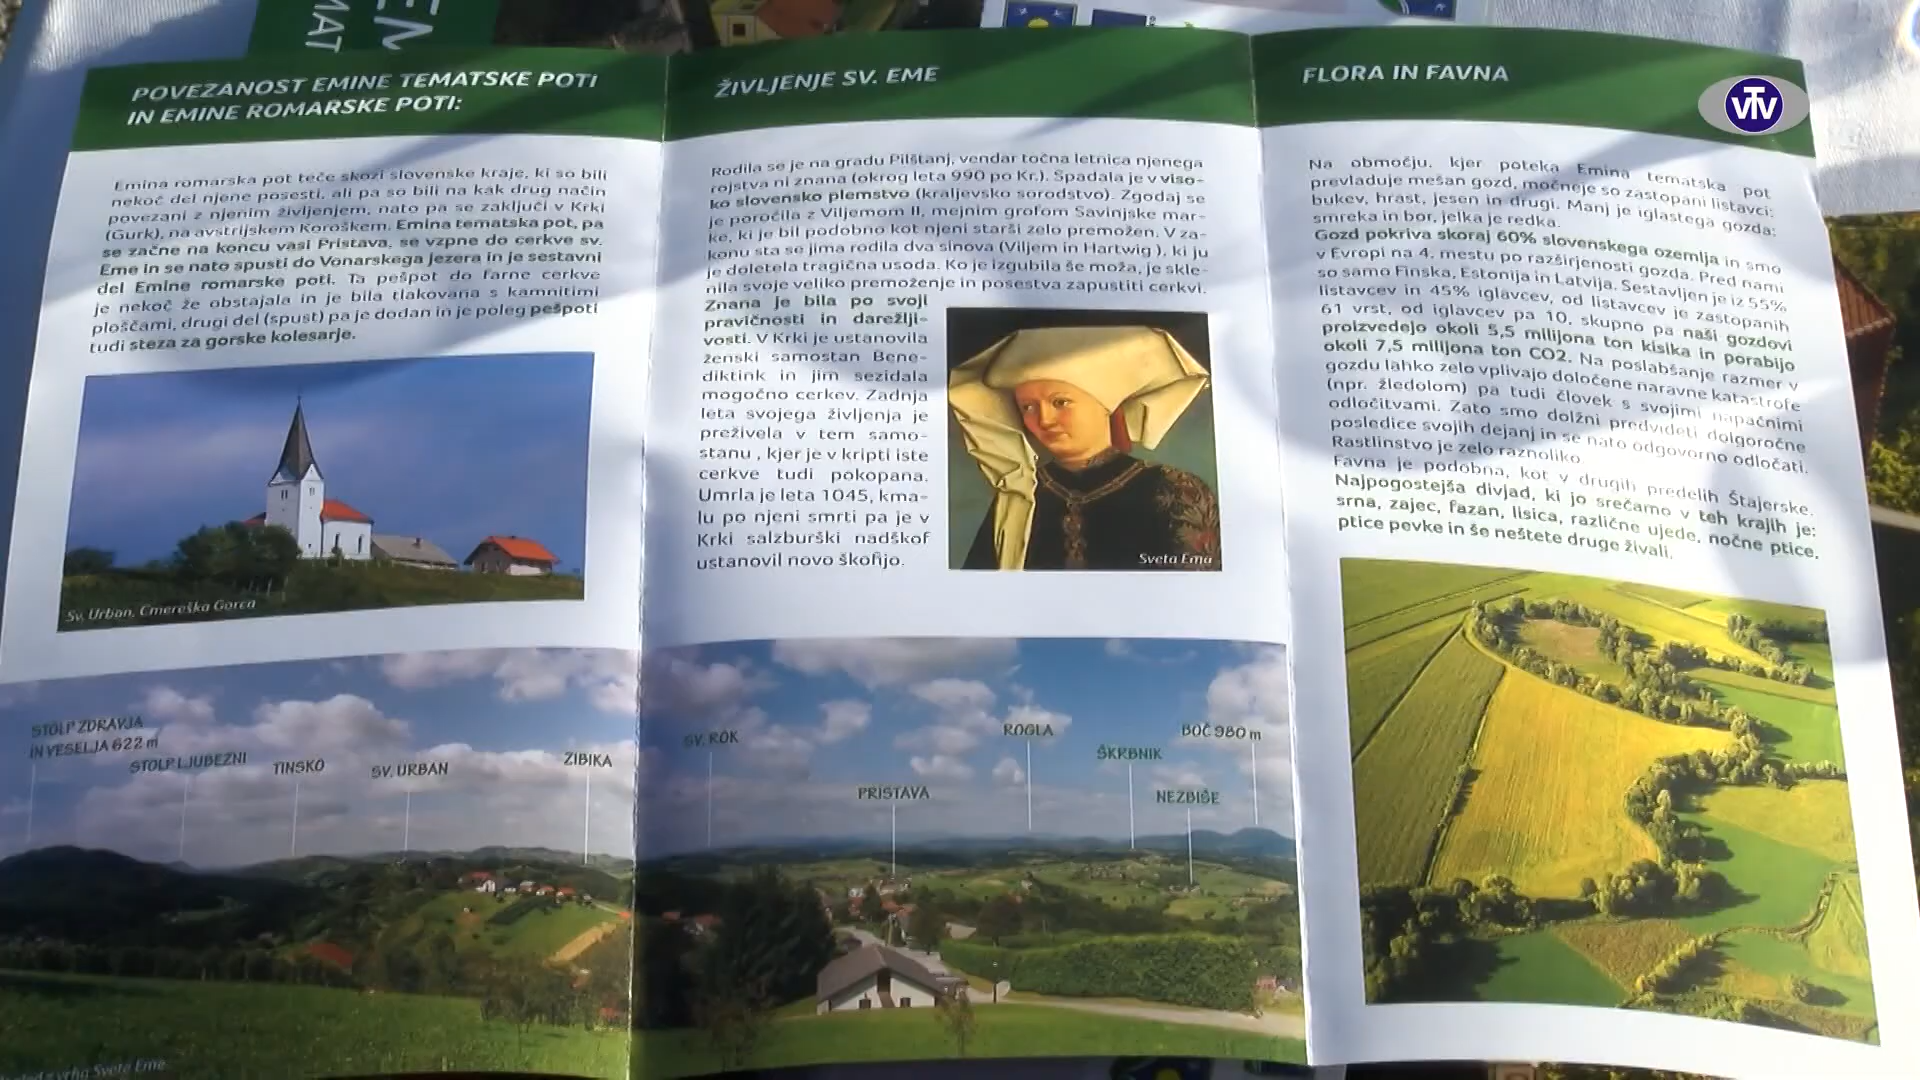 EN
MAT
VTV
POVEZANOST EMINE TEMATSKE POTI
IN EMINE ROMARSKE POTI:
Emina romarska pot teče skozi slovenske kraje, ki so bili
nekoč del njene posesti, ali pa so bili na kak drug način
povezani z njenim življenjem, nato pa se zaključi v Krki
(Gurk), na avstrijskem Koroškem. Emina tematska pot, pa
se začne na koncu vasi Pristava, se vzpne do cerkve sv.
Eme in se nato spusti do Vonarskega jezera in je sestavni
del Emine romarske poti. Ta pešpot do farne cerkve
je nekoč že obstajala in je bila tlakovana s kamnitimi
ploščami, drugi del (spust) pa je dodan in je poleg pešpoti
tudi steza za gorske kolesarje.
Sv. Urban, Cmereška Gorca
STOLP ZDRAVJA
IN VESELJA 622 m
STOLP LJUBEZNI
TINSKO
SV. URBAN
ZIBIKA
z vrha Svete Eme
ŽIVLJENJE SV. EME
Rodila se je na gradu Pilštanj, vendar točna letnica njenega
rojstva ni znana (okrog leta 990 po Kr.). Spadala je v viso-
ko slovensko plemstvo (kraljevsko sorodstvo). Zgodaj se
je poročila z Viljemom II, mejnim grofom Savinjske mar-
ke, ki je bil podobno kot njeni starši zelo premožen. V za-
konu sta se jima rodila dva sinova (Viljem in Hartwig ), ki ju
je doletela tragična usoda. Ko je izgubila še moža, je skle-
nila svoje veliko premoženje in posestva zapustiti cerkvi.
Znana je bila po svoji
pravičnosti in darežlji-
vosti. V Krki je ustanovila
ženski samostan Bene-
diktink in jim sezidala
mogočno cerkev. Zadnja
leta svojega življenja je
preživela v tem samo-
stanu , kjer je v kripti iste
cerkve tudi pokopana.
Umrla je leta 1045, kma-
lu po njeni smrti pa je v
Krki salzburški nadškof
ustanovil novo škofijo.
Sveta Ema
SV. ROK
PRISTAVA
ROGLA
ŠKRBNIK
NEZBIŠE
BOČ 980 m
FLORA IN FAVNA
Na območju, kjer poteka Emina tematska pot
prevladuje mešan gozd, močneje so zastopani listavci:
bukev, hrast, jesen in drugi. Manj je iglastega gozda:
smreka in bor, jelka je redka.
Gozd pokriva skoraj 60% slovenskega ozemlja in smo
v Evropi na 4. mestu po razširjenosti gozda. Pred nami
so samo Finska, Estonija in Latvija. Sestavljen je iz 55%
listavcev in 45% iglavcev, od listavcev je zastopanih
61 vrst, od iglavcev pa 10, skupno pa naši gozdovi
proizvedejo okoli 5,5 milijona ton kisika in porabijo
okoli 7,5 milijona ton CO2. Na poslabšanje razmer v
gozdu lahko zelo vplivajo določene naravne katastrofe
(npr. žledolom) pa tudi človek s svojimi napačnimi
odločitvami. Zato smo dolžni predvideti dolgoročne
posledice svojih dejanj in se nato odgovorno odločati.
Rastlinstvo je zelo raznoliko.
Favna je podobna, kot v drugih predelih Štajerske.
Najpogostejša divjad, ki jo srečamo v teh krajih je:
srna, zajec, fazan, lisica, različne ujede, nočne ptice,
ptice pevke in še neštete druge živali.